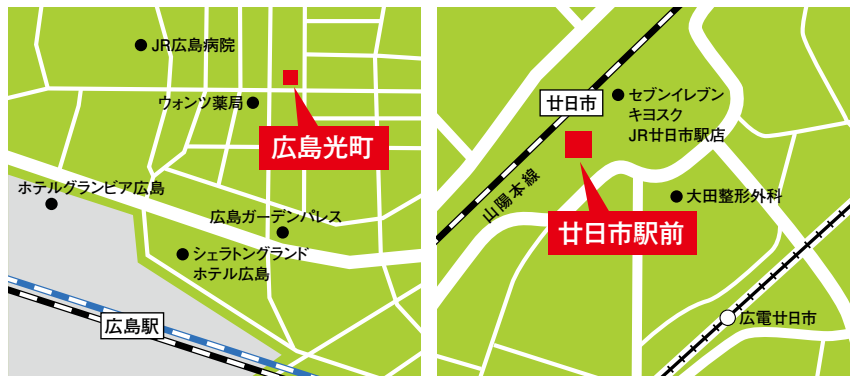 JR広島病院
ウォンツ薬局
広島光町
ホテルグランビア広島
広島ガーデンパレス
シェラトングランド
ホテル広島
広島駅
廿日市
セブンイレブン
キヨスク
JR廿日市駅店
山陽本線
大田整形外科
廿日市駅前
広電廿日市